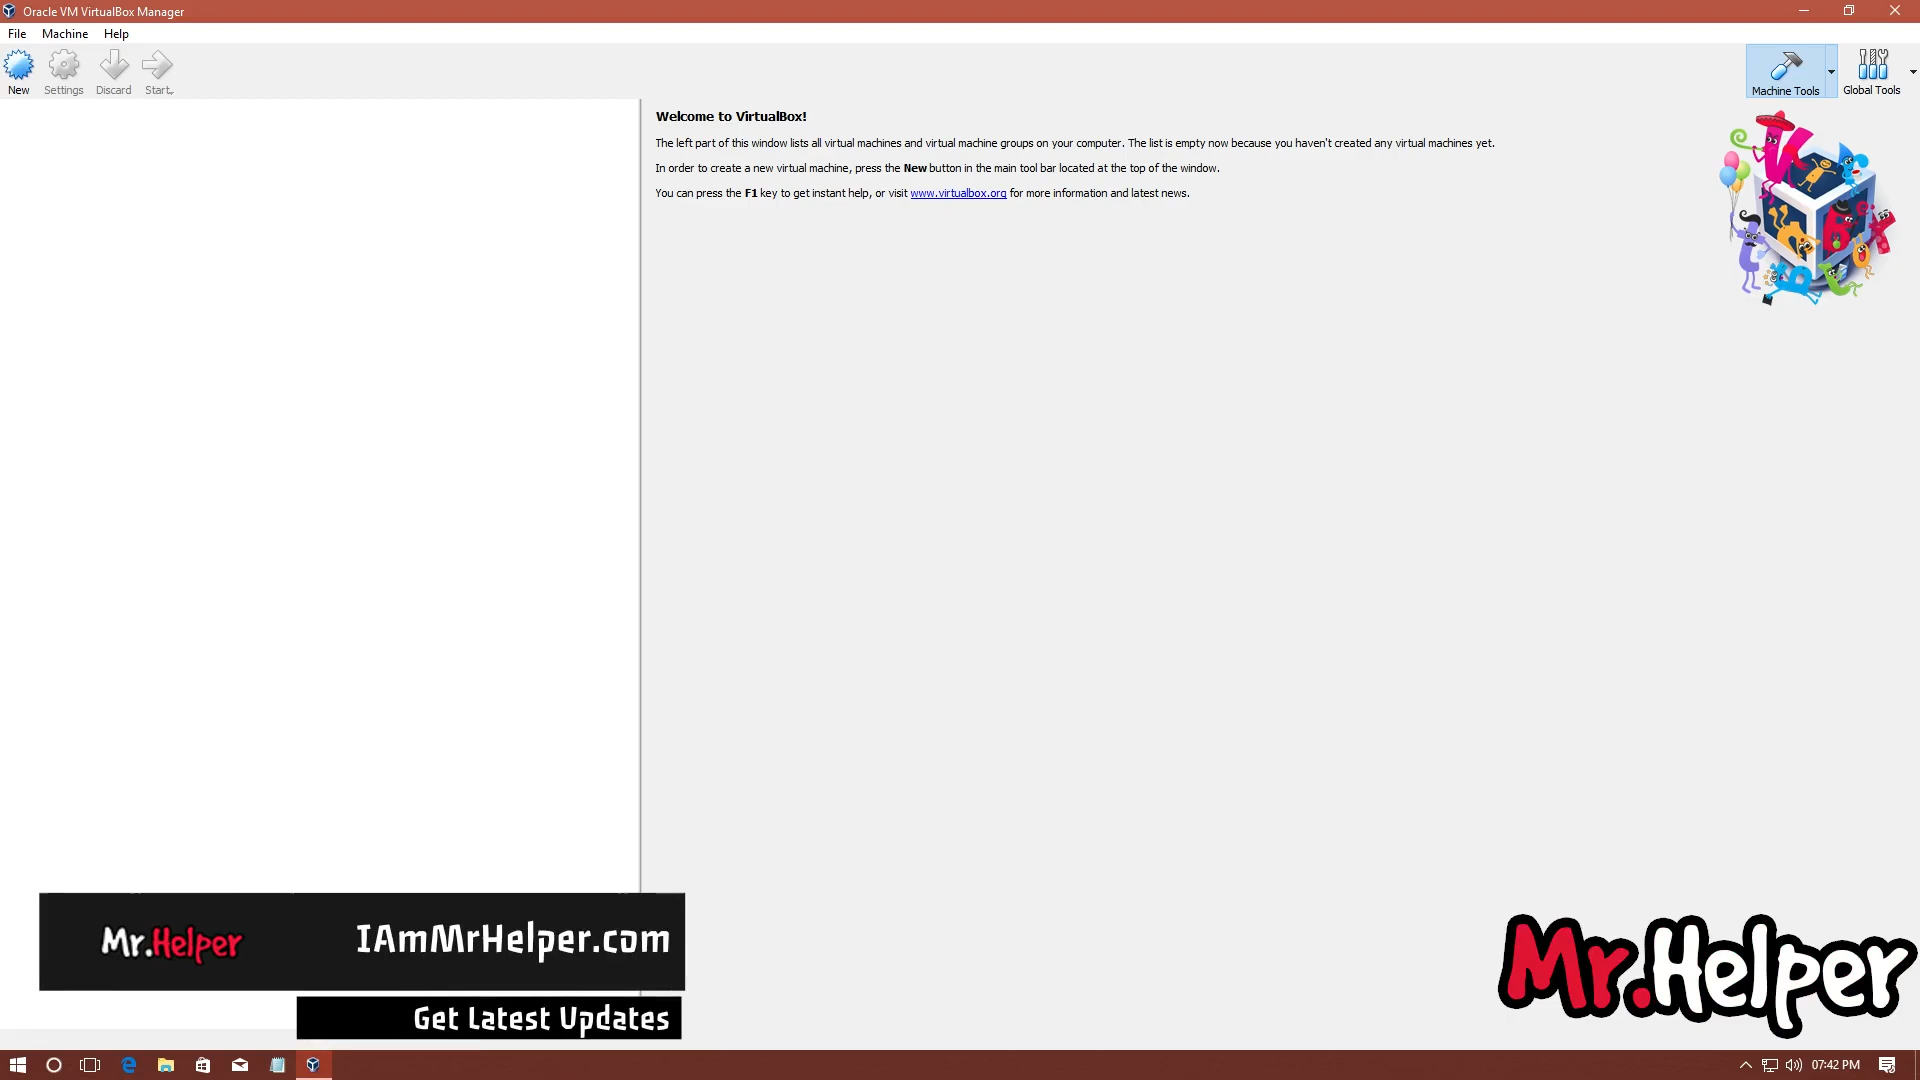 Oracle VM VirtualBox Manager
File Machine Help
New Settings Discard Start
Machine Tools Global Tools
Welcome to VirtualBox!
The left part of this window lists all virtual machines and virtual machine groups on your computer. The list is empty now because you haven't created any virtual machines yet.
In order to create a new virtual machine, press the New button in the main tool bar located at the top of the window.
You can press the F1 key to get instant help, or visit www.virtualbox.org for more information and latest news.
Mr.Helper IAmMrHelper.com
Get Latest Updates
Mr.Helper
07:42 PM